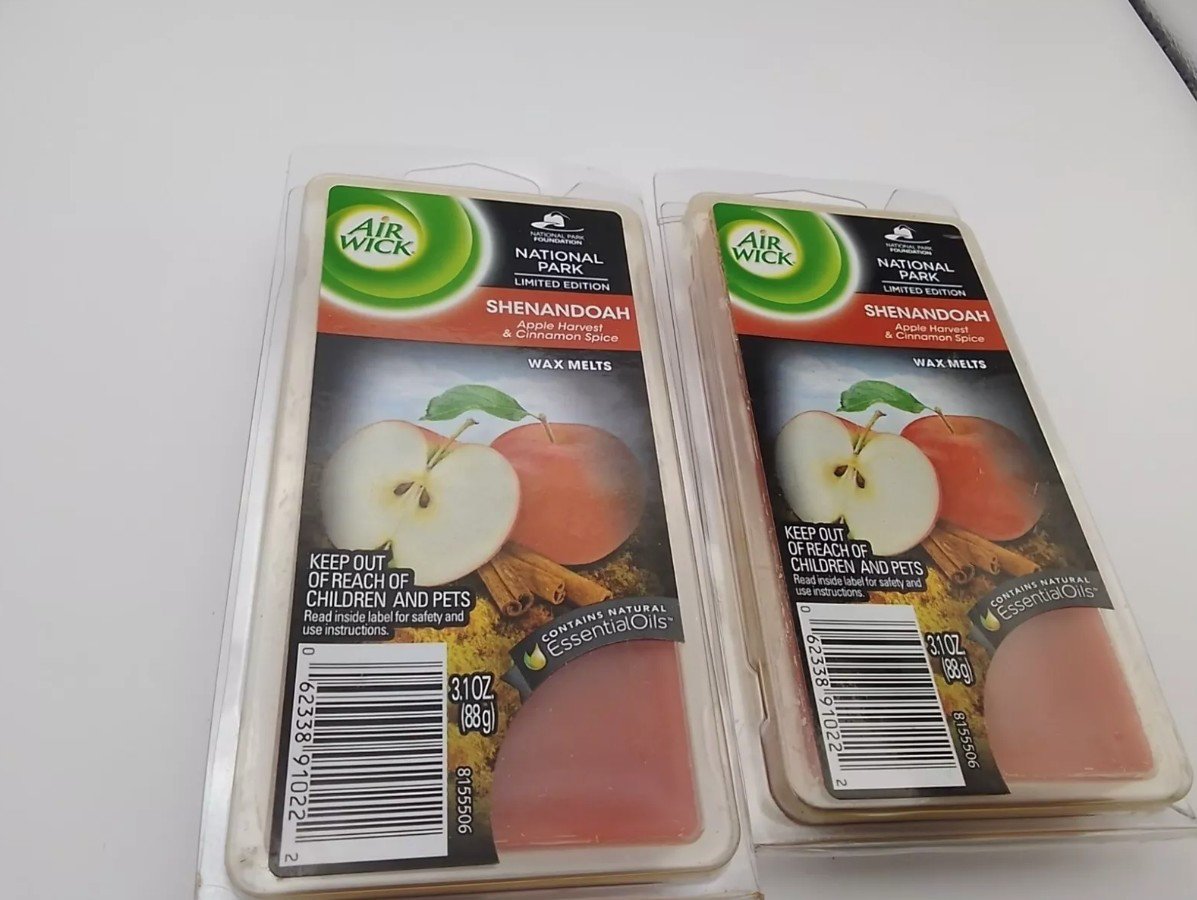 AIR
WICK
NATIONAL PARK
FOUNDATION
NATIONAL
PARK
LIMITED EDITION
SHENANDOAH
Apple Harvest
& Cinnamon Spice
WAX MELTS
KEEP OUT
OF REACH OF
CHILDREN AND PETS
Read inside label for safety and
use instructions.
CONTAINS NATURAL
EssentialOils™
3.1 OZ.
(88 g)
0 62338 91022 2
8155506
AIR
WICK
NATIONAL PARK
FOUNDATION
NATIONAL
PARK
LIMITED EDITION
SHENANDOAH
Apple Harvest
& Cinnamon Spice
WAX MELTS
KEEP OUT
OF REACH OF
CHILDREN AND PETS
Read inside label for safety and
use instructions.
CONTAINS NATURAL
EssentialOils™
3.1 OZ.
(88 g)
0 62338 91022 2
8155506